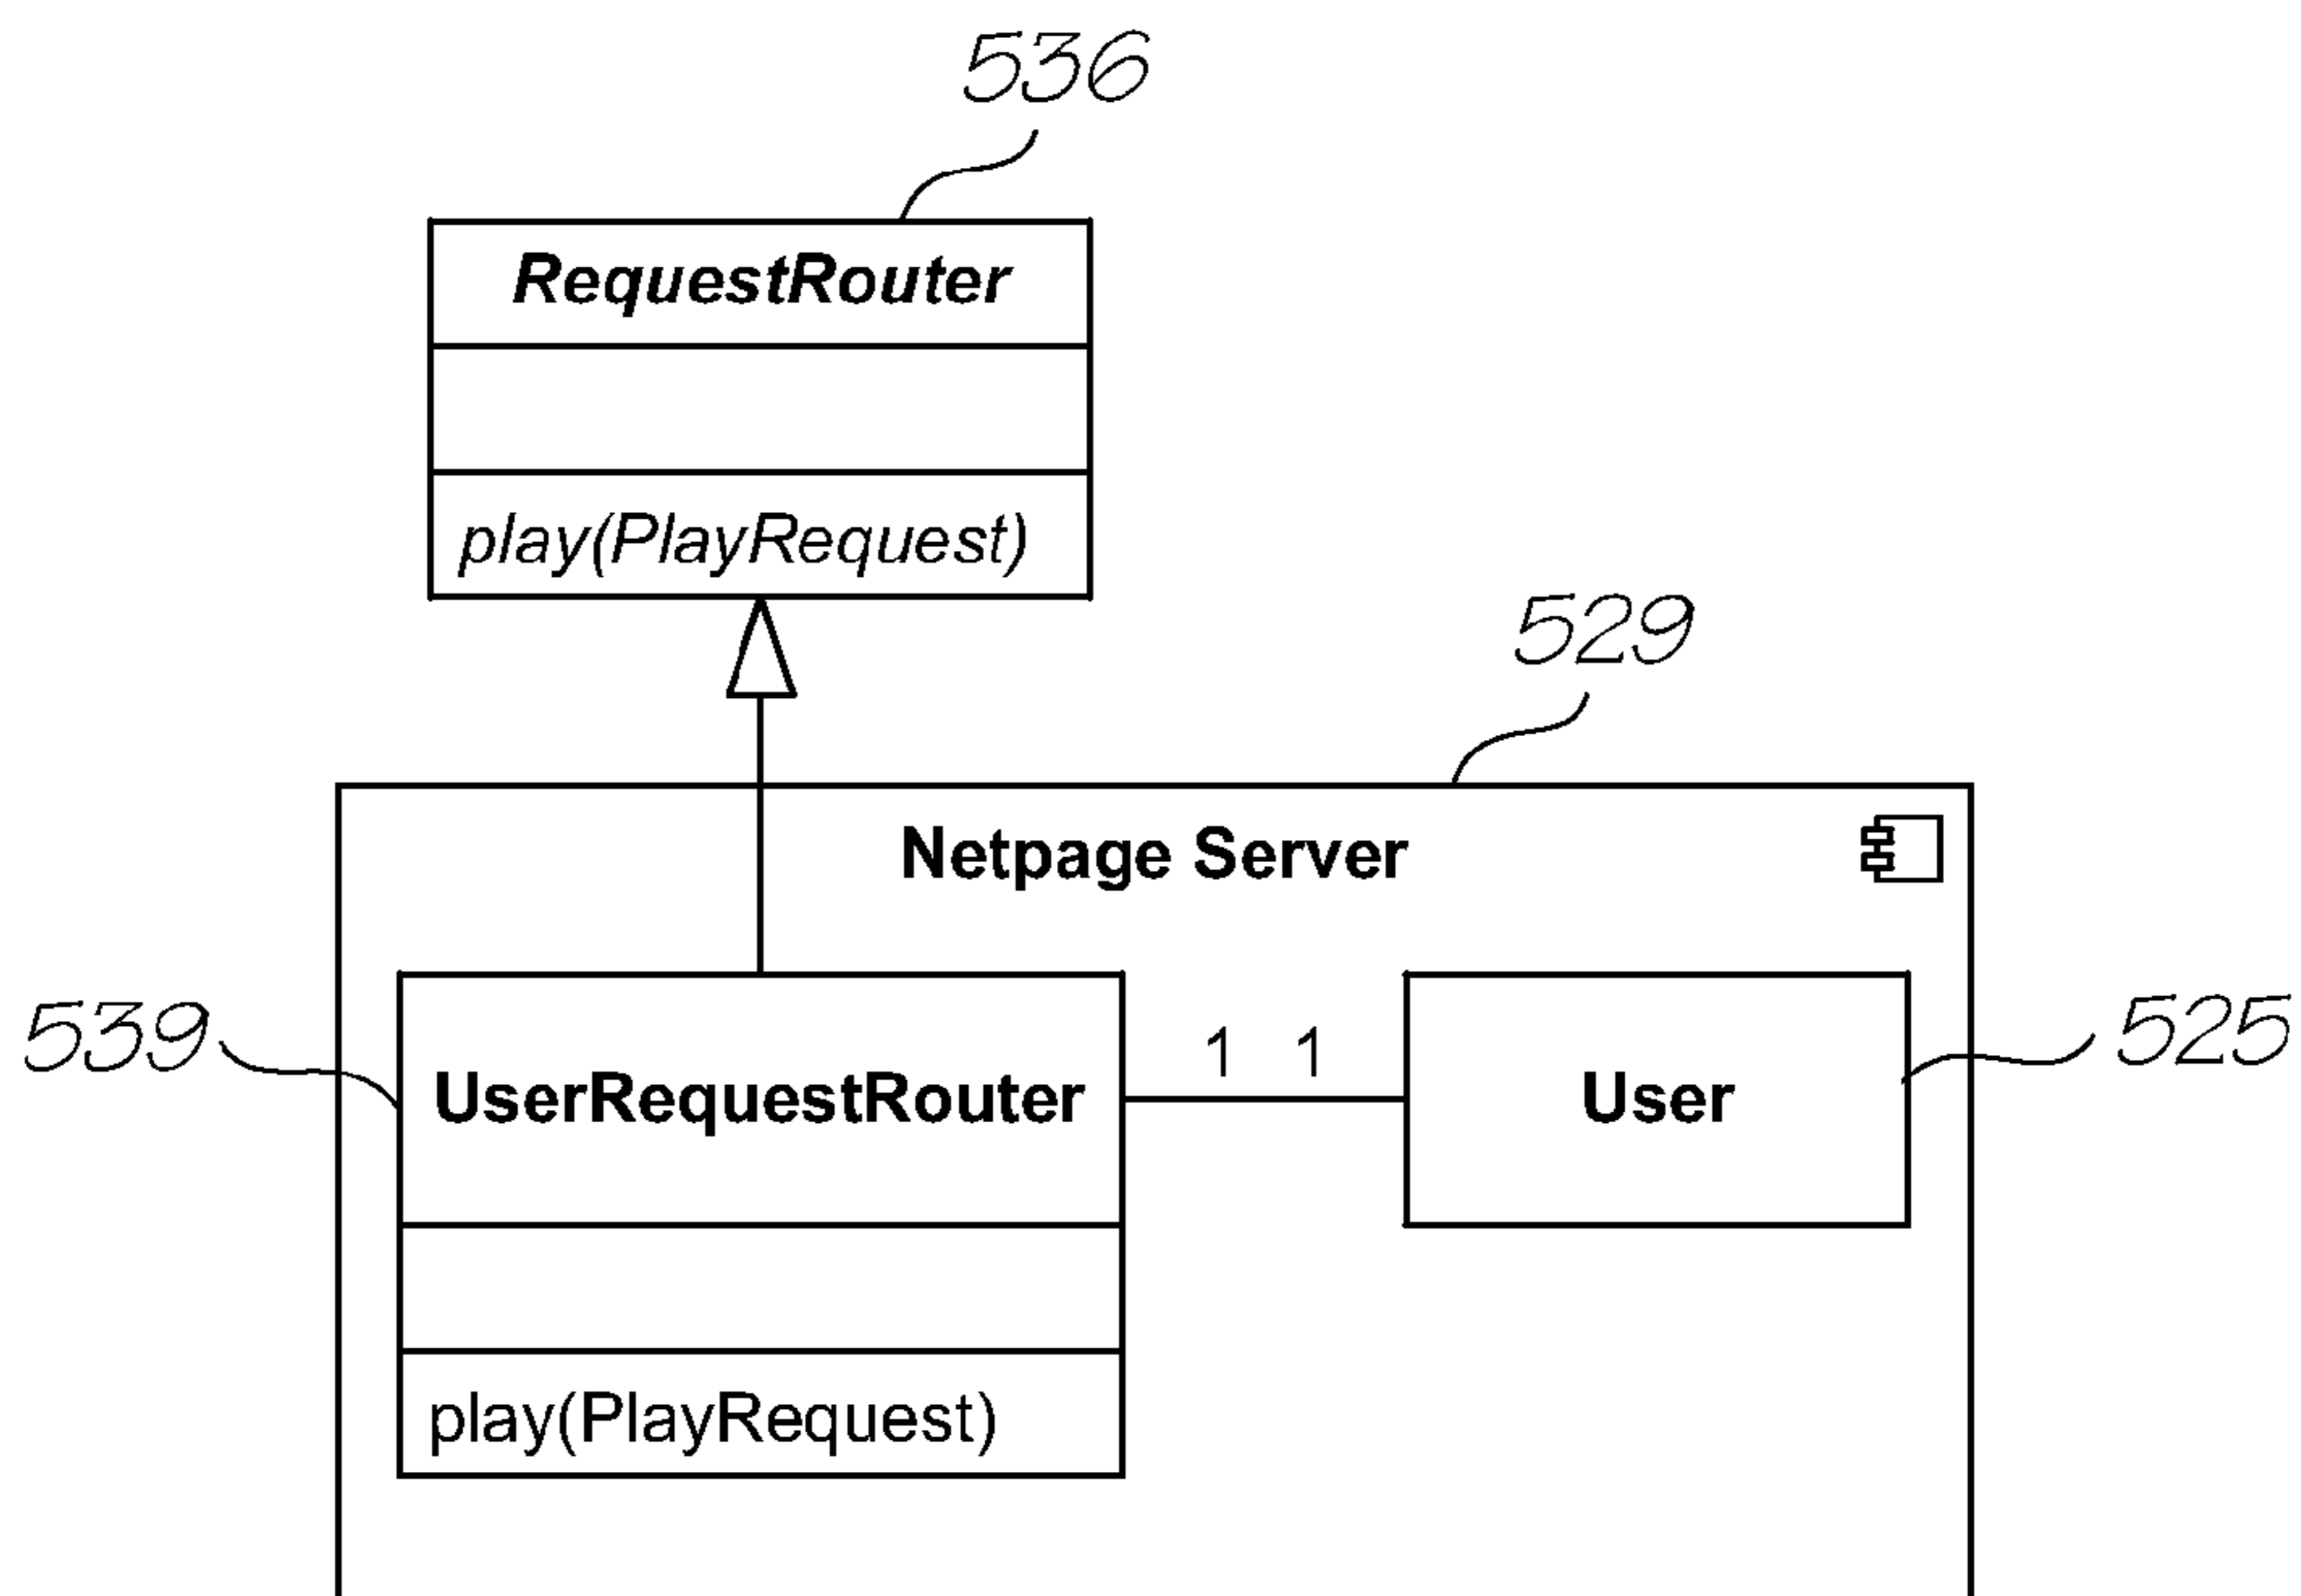 536
RequestRouter
play(PlayRequest)
529
Netpage Server
539
UserRequestRouter
1 1
User
525
play(PlayRequest)